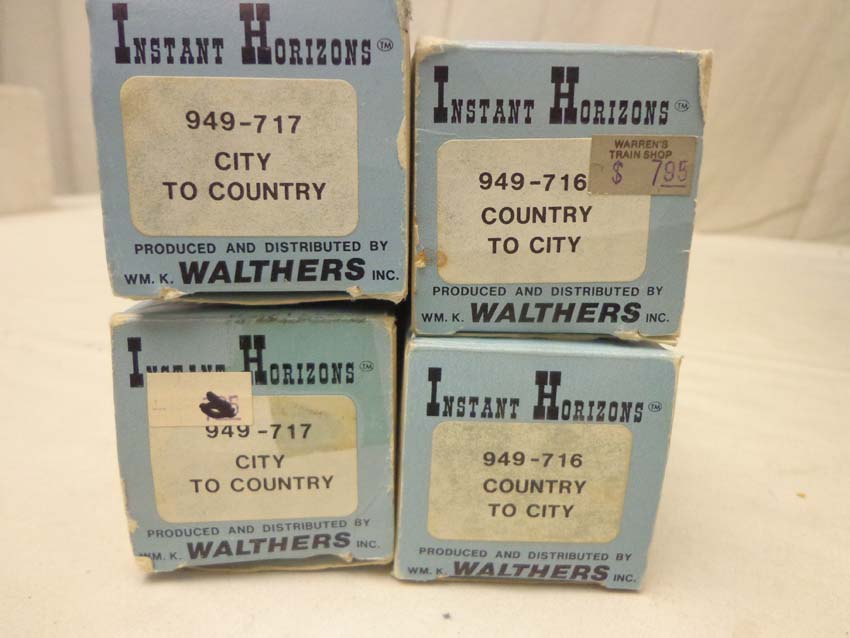 INSTANT HORIZONS™
949-717
CITY
TO COUNTRY
PRODUCED AND DISTRIBUTED BY
WM. K. WALTHERS INC.
INSTANT HORIZONS™
WARREN'S
TRAIN SHOP
$ 7.95
949-716
COUNTRY
TO CITY
PRODUCED AND DISTRIBUTED BY
WM. K. WALTHERS INC.
INSTANT HORIZONS™
949-717
CITY
TO COUNTRY
PRODUCED AND DISTRIBUTED BY
WM. K. WALTHERS INC.
INSTANT HORIZONS™
949-716
COUNTRY
TO CITY
PRODUCED AND DISTRIBUTED BY
WM. K. WALTHERS INC.